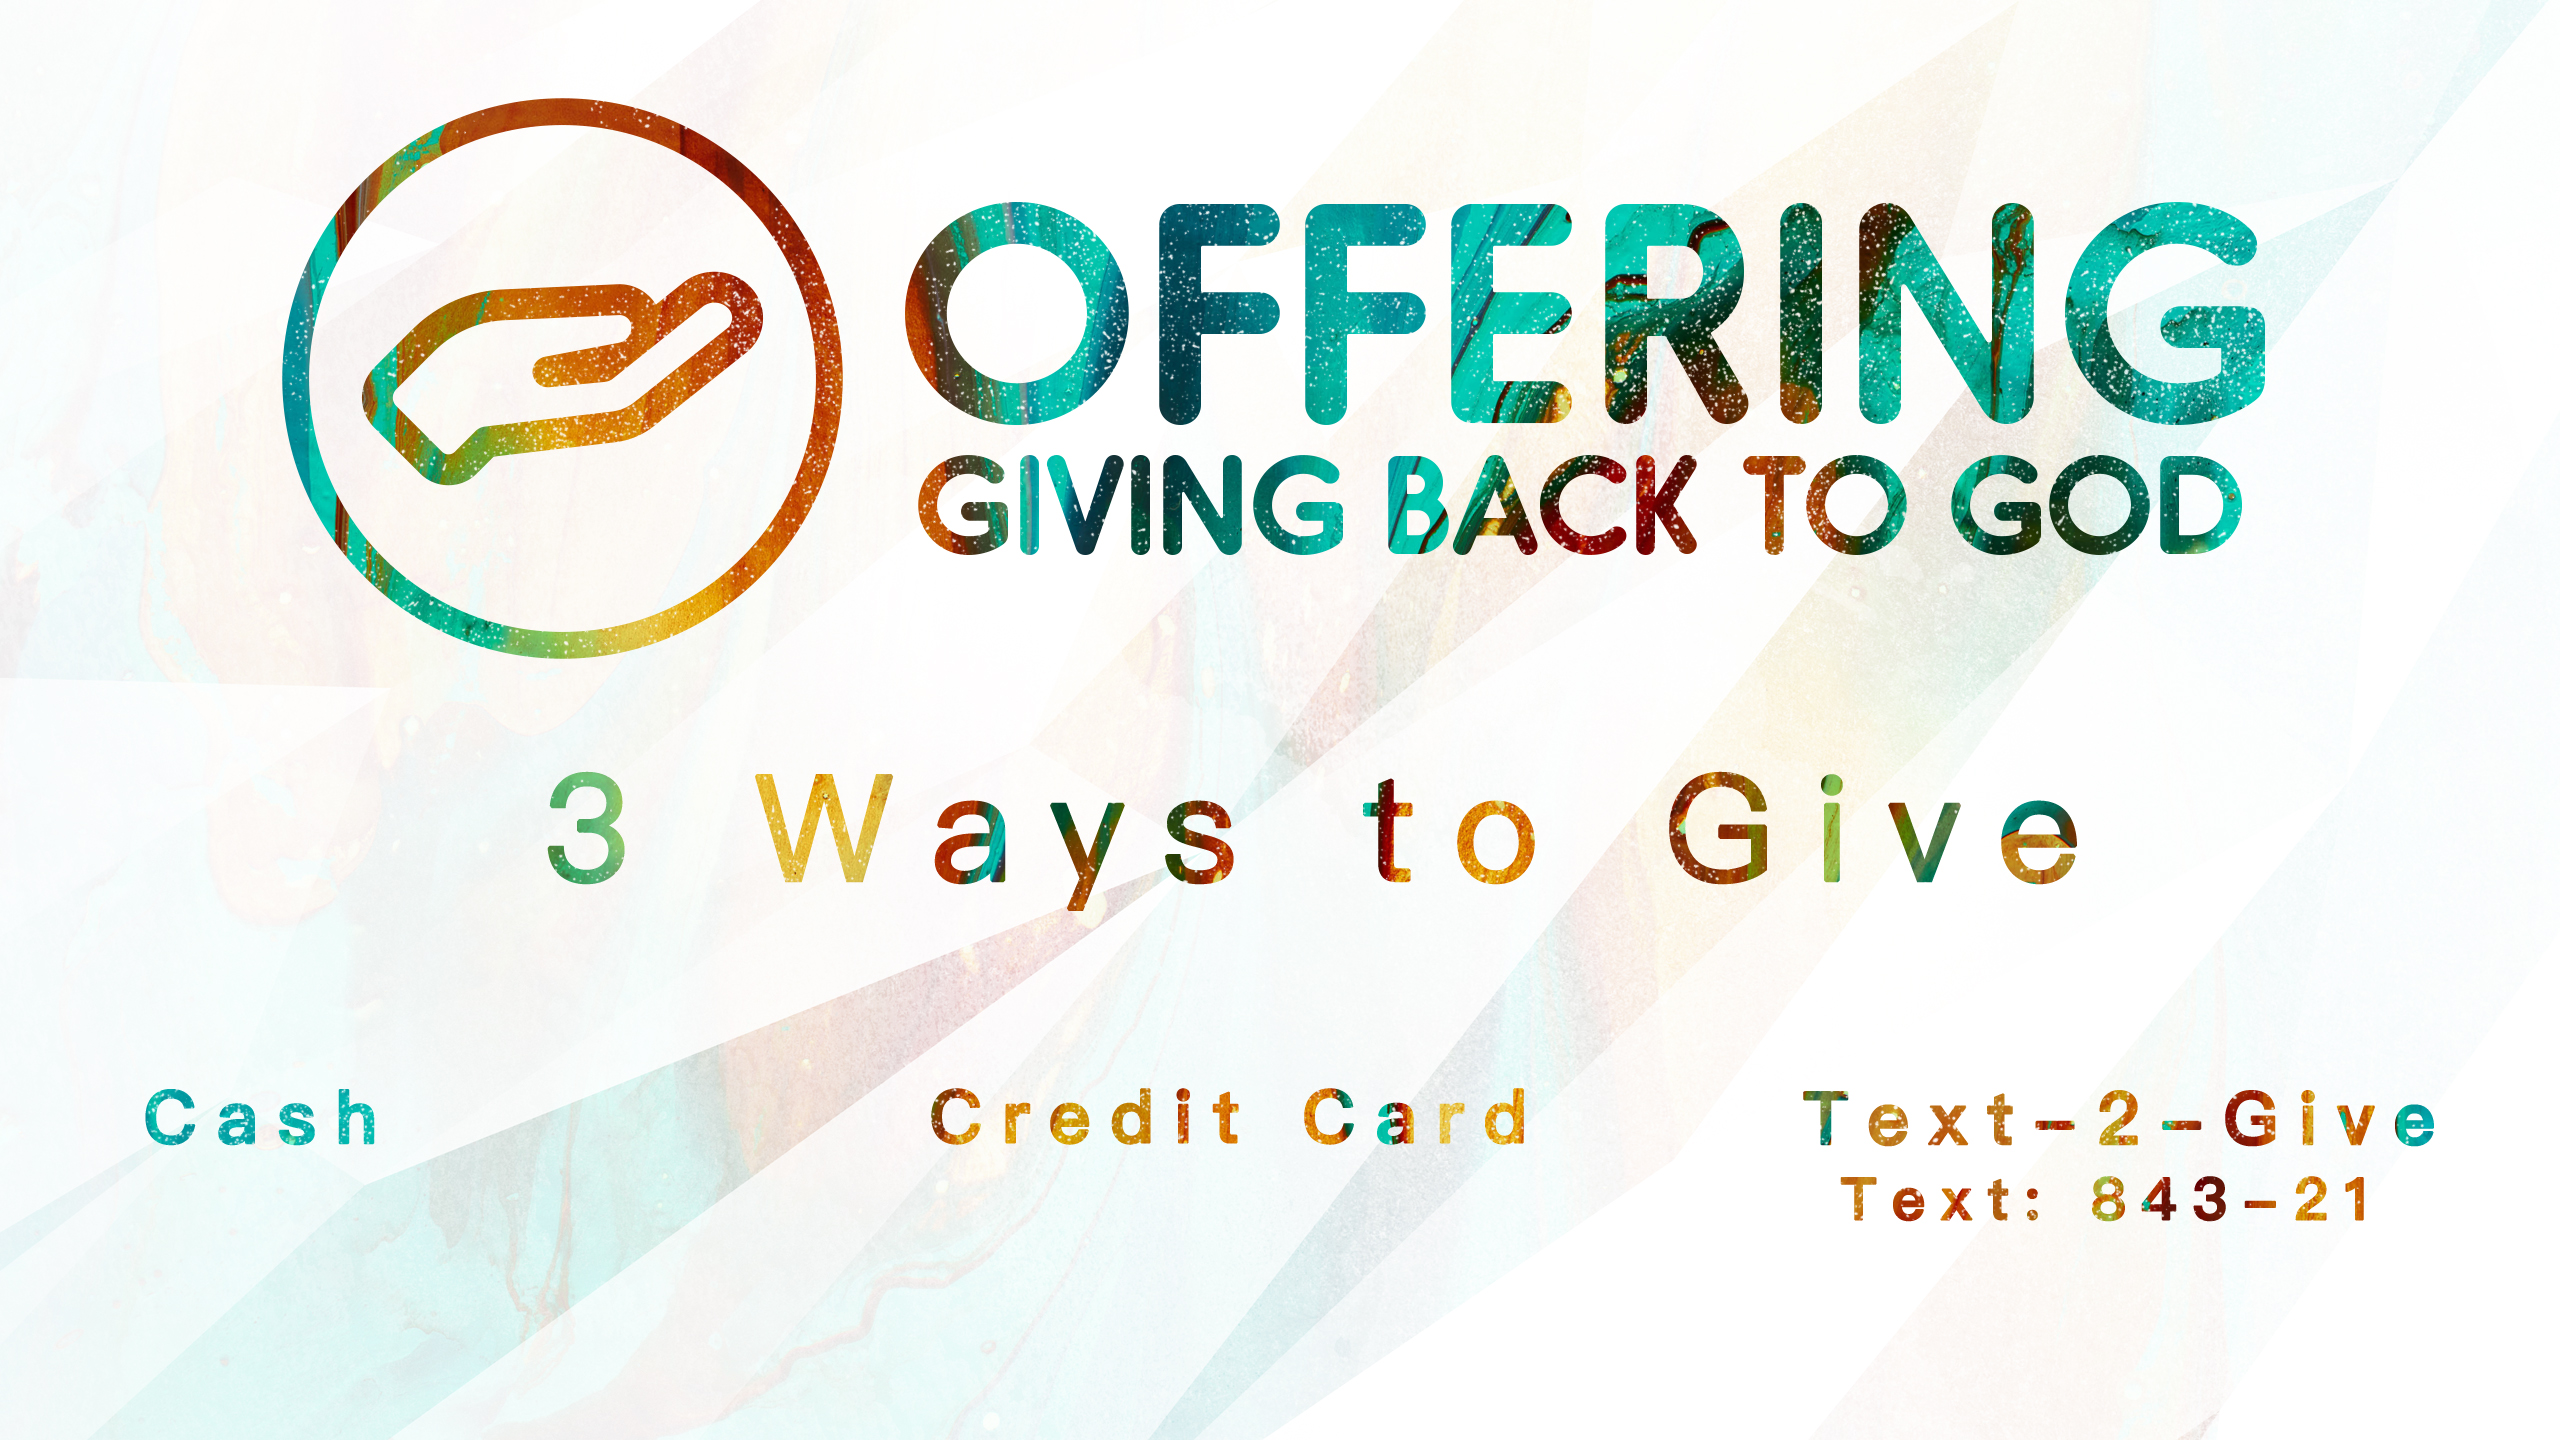 OFFERING
GIVING BACK TO GOD
3 Ways to Give
Cash
Credit Card
Text-2-Give
Text: 843-21